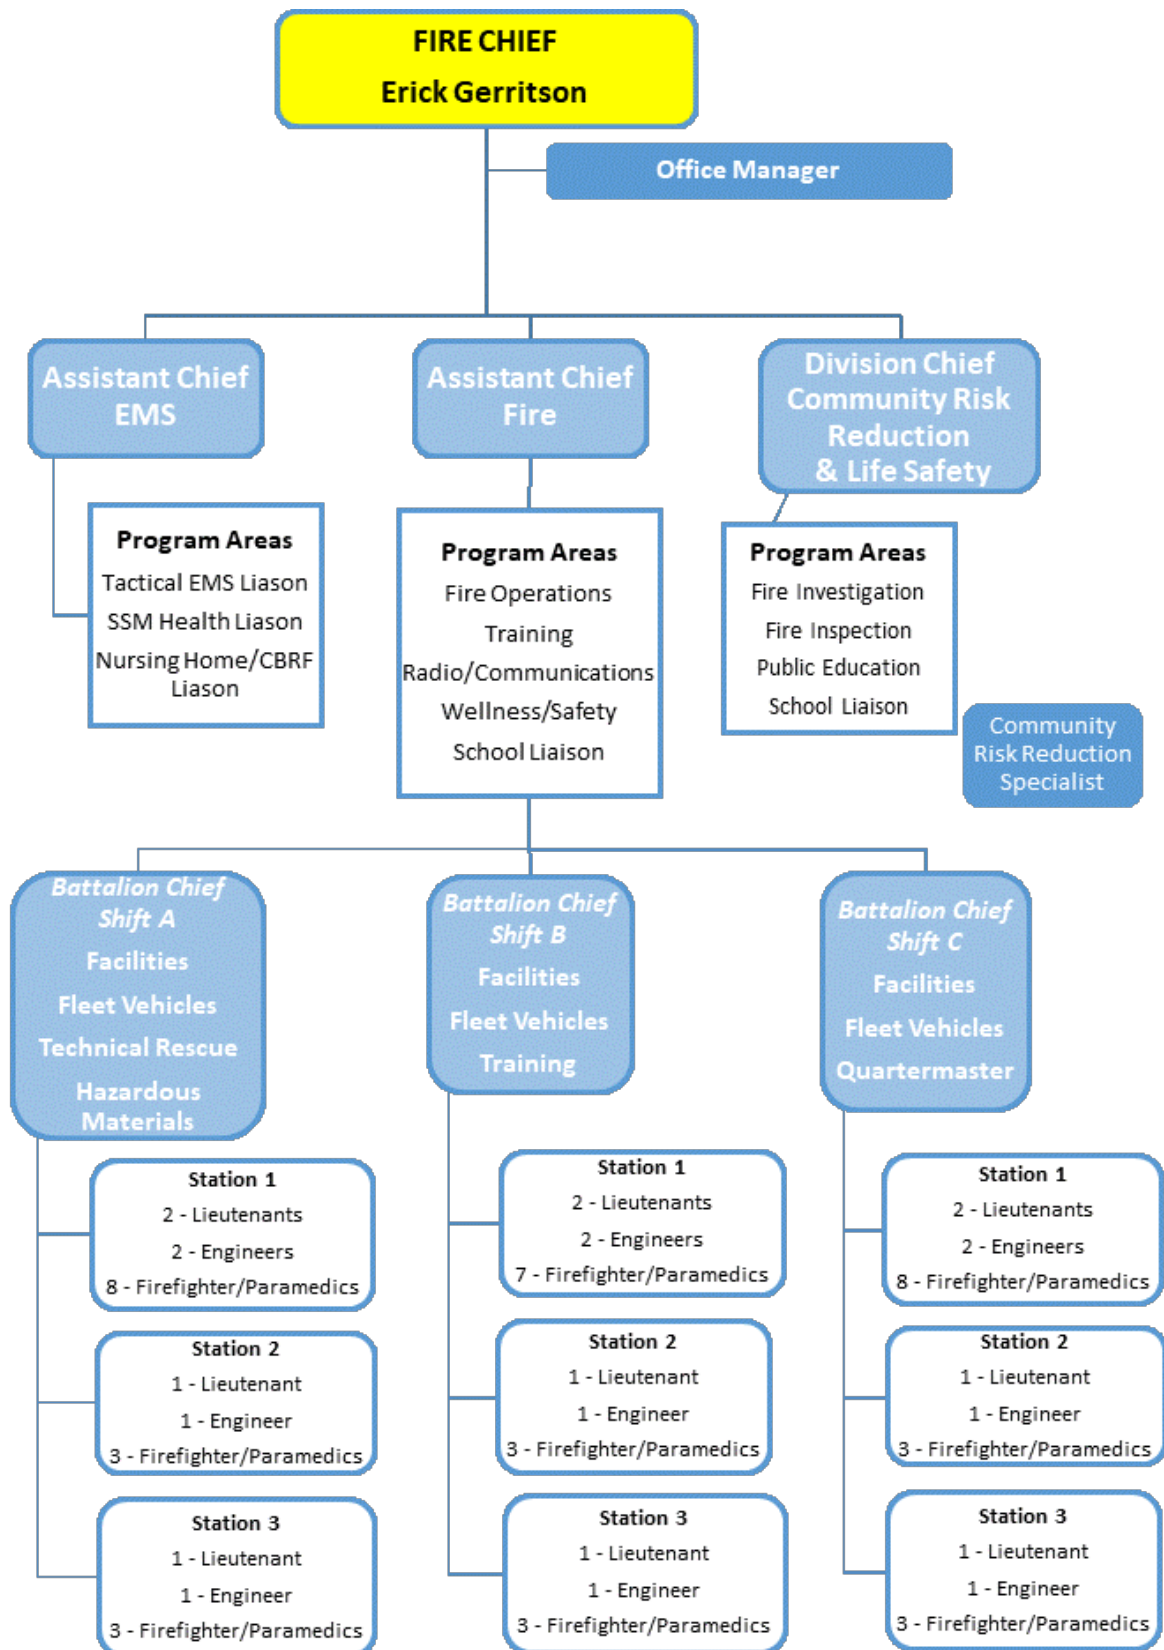 FIRE CHIEF
Erick Gerritson
Office Manager
Assistant Chief
EMS
Assistant Chief
Fire
Division Chief
Community Risk
Reduction
& Life Safety
Program Areas
Tactical EMS Liason
SSM Health Liason
Nursing Home/CBRF
Liason
Program Areas
Fire Operations
Training
Radio/Communications
Wellness/Safety
School Liaison
Program Areas
Fire Investigation
Fire Inspection
Public Education
School Liaison
Community
Risk Reduction
Specialist
Battalion Chief
Shift A
Facilities
Fleet Vehicles
Technical Rescue
Hazardous
Materials
Battalion Chief
Shift B
Facilities
Fleet Vehicles
Training
Battalion Chief
Shift C
Facilities
Fleet Vehicles
Quartermaster
Station 1
2 - Lieutenants
2 - Engineers
8 - Firefighter/Paramedics
Station 2
1 - Lieutenant
1 - Engineer
3 - Firefighter/Paramedics
Station 3
1 - Lieutenant
1 - Engineer
3 - Firefighter/Paramedics
Station 1
2 - Lieutenants
2 - Engineers
7 - Firefighter/Paramedics
Station 2
1 - Lieutenant
1 - Engineer
3 - Firefighter/Paramedics
Station 3
1 - Lieutenant
1 - Engineer
3 - Firefighter/Paramedics
Station 1
2 - Lieutenants
2 - Engineers
8 - Firefighter/Paramedics
Station 2
1 - Lieutenant
1 - Engineer
3 - Firefighter/Paramedics
Station 3
1 - Lieutenant
1 - Engineer
3 - Firefighter/Paramedics